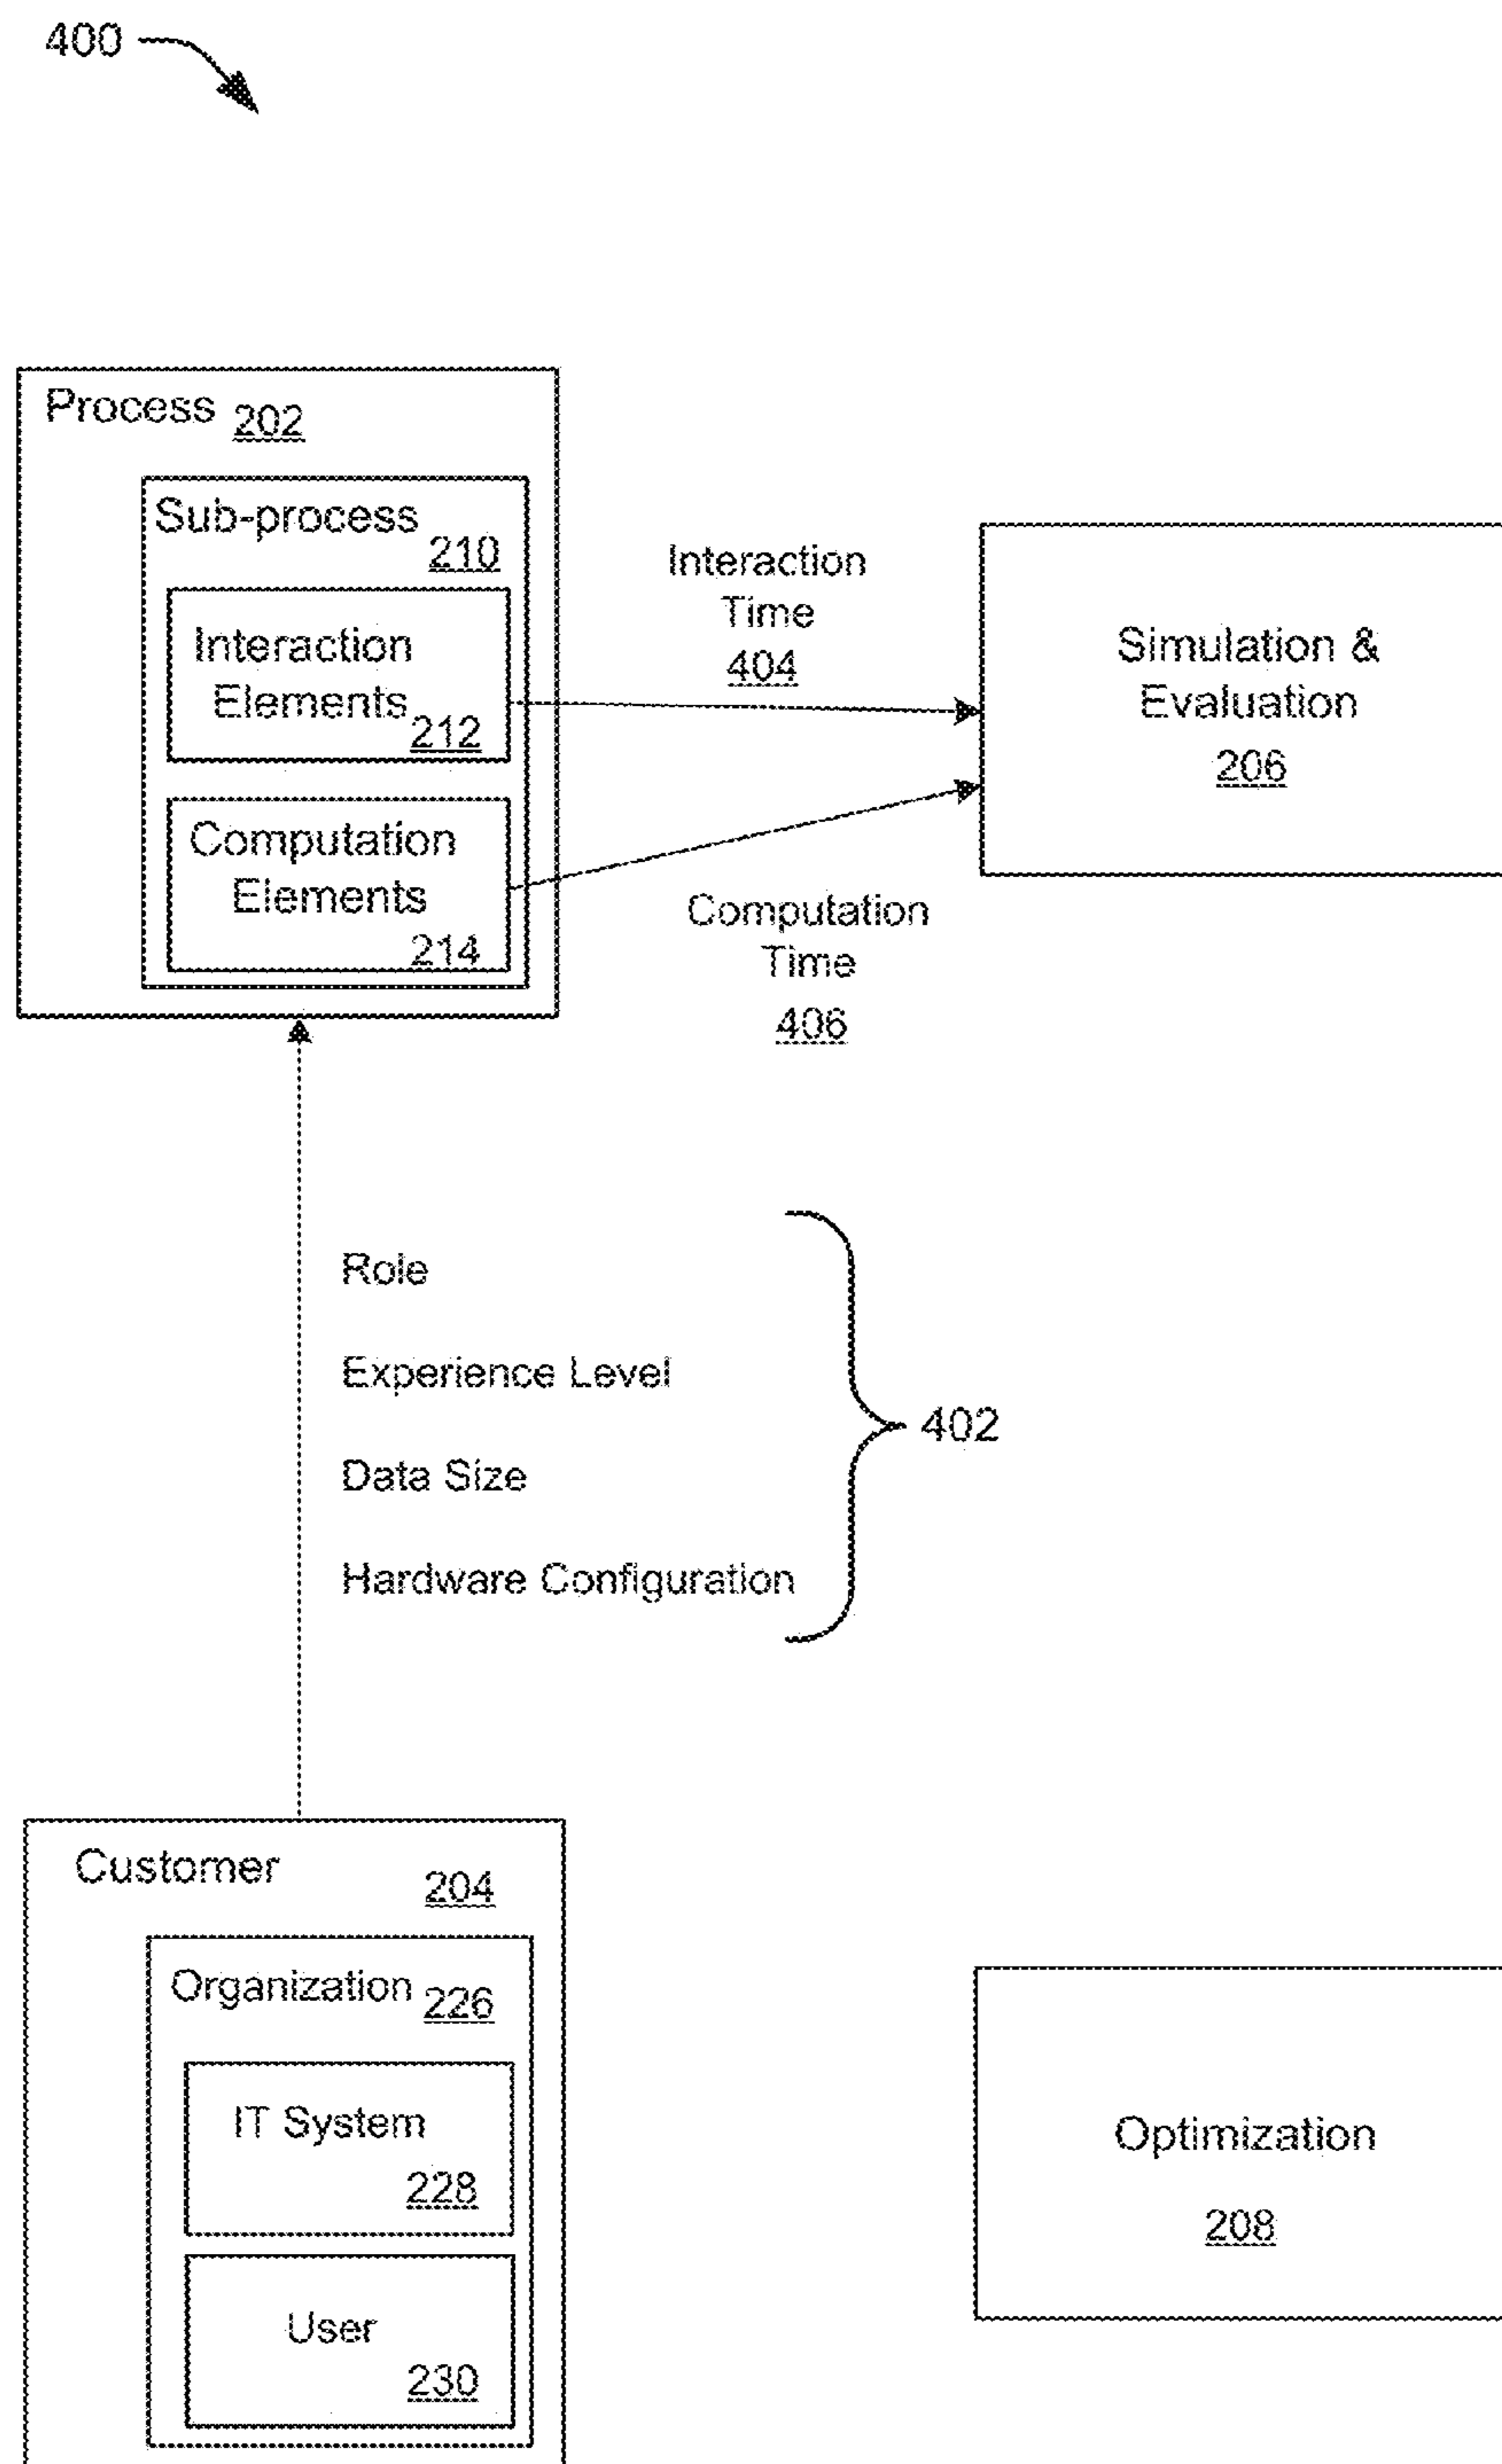 400
Process 202
Sub-process
210
Interaction
Elements
212
Computation
Elements
214
Interaction
Time
404
Computation
Time
406
Simulation &
Evaluation
206
Role
Experience Level
Data Size
Hardware Configuration
402
Customer
204
Organization 226
IT System
228
User
230
Optimization
208